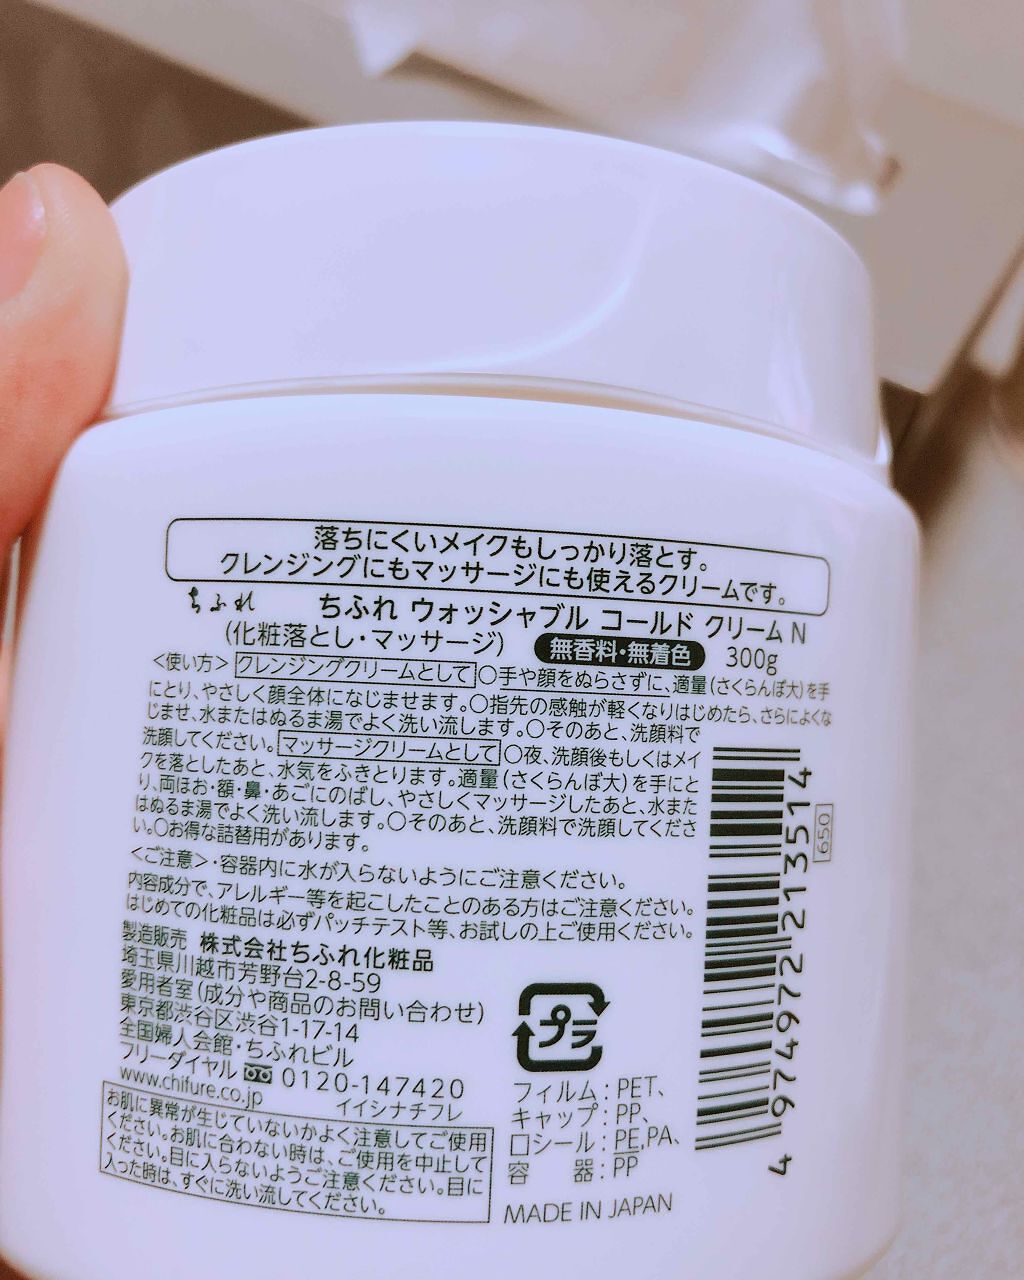 落ちにくいメイクもしっかり落とす。
クレンジングにもマッサージにも使えるクリームです。
ちふれ ちふれ ウォッシャブル コールド クリーム N
(化粧落とし・マッサージ) 無香料・無着色 300g
<使い方> クレンジングクリームとして ○手や顔をぬらさずに、適量(さくらんぼ大)を手
にとり、やさしく顔全体になじませます。○指先の感触が軽くなりはじめたら、さらによくな
じませ、水またはぬるま湯でよく洗い流します。○そのあと、洗顔料で
洗顔してください。 マッサージクリームとして ○夜、洗顔後もしくはメイ
クを落としたあと、水気をふきとります。適量(さくらんぼ大)を手にと
り、両ほお・額・鼻・あごにのばし、やさしくマッサージしたあと、水また
はぬるま湯でよく洗い流します。○そのあと、洗顔料で洗顔してくださ
い。○お得な詰替用があります。
<ご注意>・容器内に水が入らないようにご注意ください。
内容成分で、アレルギー等を起こしたことのある方はご注意ください。
はじめての化粧品は必ずパッチテスト等、お試しの上ご使用ください。
製造販売 株式会社ちふれ化粧品
埼玉県川越市芳野台2-8-59
愛用者室(成分や商品のお問い合わせ)
東京都渋谷区渋谷1-17-14
全国婦人会館・ちふれビル
フリーダイヤル 0120-147420
www.chifure.co.jp イイシナチフレ
お肌に異常が生じていないかよく注意してご使用
ください。お肌に合わない時は、ご使用を中止して
ください。目に入らないようご注意ください。目に
入った時は、すぐに洗い流してください。
プラ
フィルム:PET、
キャップ:PP、
口シール:PE,PA、
容 器:PP
MADE IN JAPAN
4 974972 213514
650